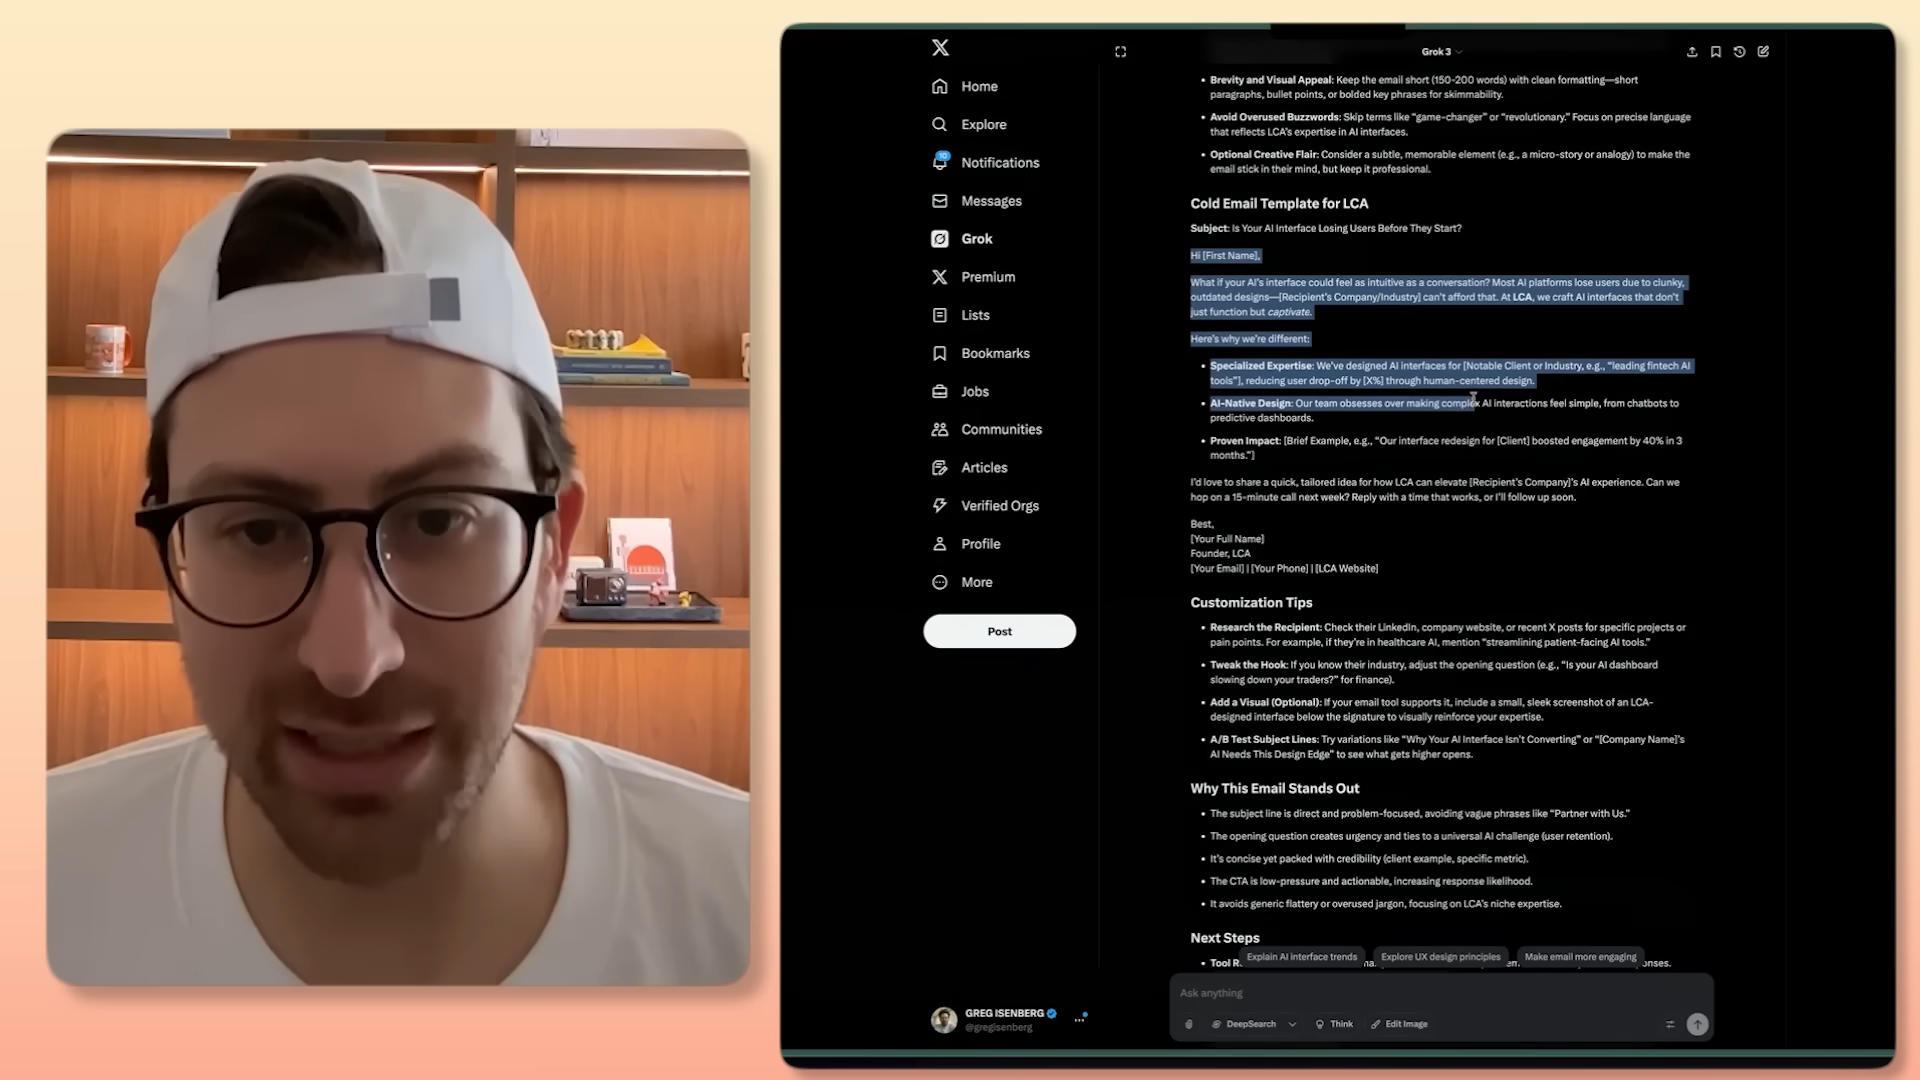 Home
Explore
10
Notifications
Messages
Grok
Premium
Lists
Bookmarks
Jobs
Communities
Articles
Verified Orgs
Profile
More
Post
GREG ISENBERG
@gregisenberg
Grok 3
• Brevity and Visual Appeal: Keep the email short (150-200 words) with clean formatting—short
paragraphs, bullet points, or bolded key phrases for skimmability.
• Avoid Overused Buzzwords: Skip terms like “game-changer” or “revolutionary.” Focus on precise language
that reflects LCA’s expertise in AI interfaces.
• Optional Creative Flair: Consider a subtle, memorable element (e.g., a micro-story or analogy) to make the
email stick in their mind, but keep it professional.
Cold Email Template for LCA
Subject: Is Your AI Interface Losing Users Before They Start?
Hi [First Name],
What if your AI’s interface could feel as intuitive as a conversation? Most AI platforms lose users due to clunky,
outdated designs—[Recipient’s Company/Industry] can’t afford that. At LCA, we craft AI interfaces that don’t
just function but captivate.
Here’s why we’re different:
• Specialized Expertise: We’ve designed AI interfaces for [Notable Client or Industry, e.g., “leading fintech AI
tools”], reducing user drop-off by [X%] through human-centered design.
• AI-Native Design: Our team obsesses over making complex AI interactions feel simple, from chatbots to
predictive dashboards.
• Proven Impact: [Brief Example, e.g., “Our interface redesign for [Client] boosted engagement by 40% in 3
months.”]
I’d love to share a quick, tailored idea for how LCA can elevate [Recipient’s Company]’s AI experience. Can we
hop on a 15-minute call next week? Reply with a time that works, or I’ll follow up soon.
Best,
[Your Full Name]
Founder, LCA
[Your Email] | [Your Phone] | [LCA Website]
Customization Tips
• Research the Recipient: Check their LinkedIn, company website, or recent X posts for specific projects or
pain points. For example, if they’re in healthcare AI, mention “streamlining patient-facing AI tools.”
• Tweak the Hook: If you know their industry, adjust the opening question (e.g., “Is your AI dashboard
slowing down your traders?” for finance).
• Add a Visual (Optional): If your email tool supports it, include a small, sleek screenshot of an LCA-
designed interface below the signature to visually reinforce your expertise.
• A/B Test Subject Lines: Try variations like “Why Your AI Interface Isn’t Converting” or “[Company Name]’s
AI Needs This Design Edge” to see what gets higher opens.
Why This Email Stands Out
• The subject line is direct and problem-focused, avoiding vague phrases like “Partner with Us.”
• The opening question creates urgency and ties to a universal AI challenge (user retention).
• It’s concise yet packed with credibility (client example, specific metric).
• The CTA is low-pressure and actionable, increasing response likelihood.
• It avoids generic flattery or overused jargon, focusing on LCA’s niche expertise.
Next Steps
Explain AI interface trends
Explore UX design principles
Make email more engaging
• Tool
Ask anything
DeepSearch
Think
Edit Image